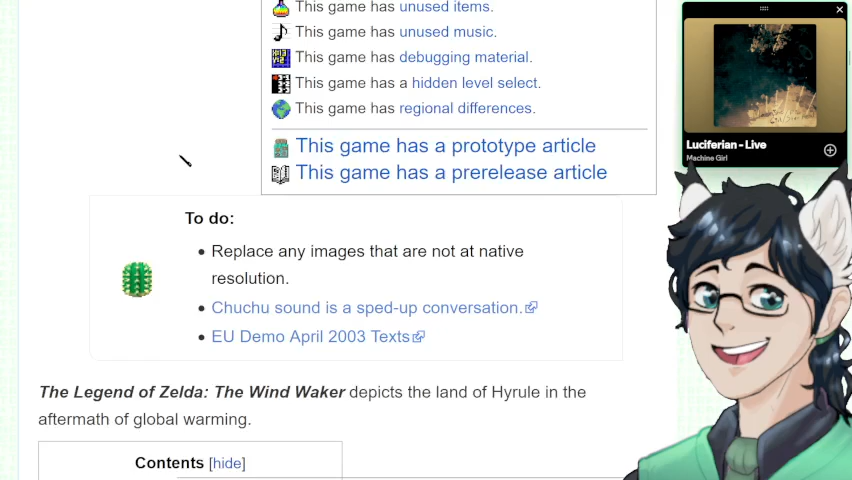 This game has unused items.
This game has unused music.
This game has debugging material.
This game has a hidden level select.
This game has regional differences.
This game has a prototype article
This game has a prerelease article
Luciferian - Live
Machine Girl
To do:
Replace any images that are not at native
resolution.
Chuchu sound is a sped-up conversation.
EU Demo April 2003 Texts
The Legend of Zelda: The Wind Waker depicts the land of Hyrule in the
aftermath of global warming.
Contents [hide]